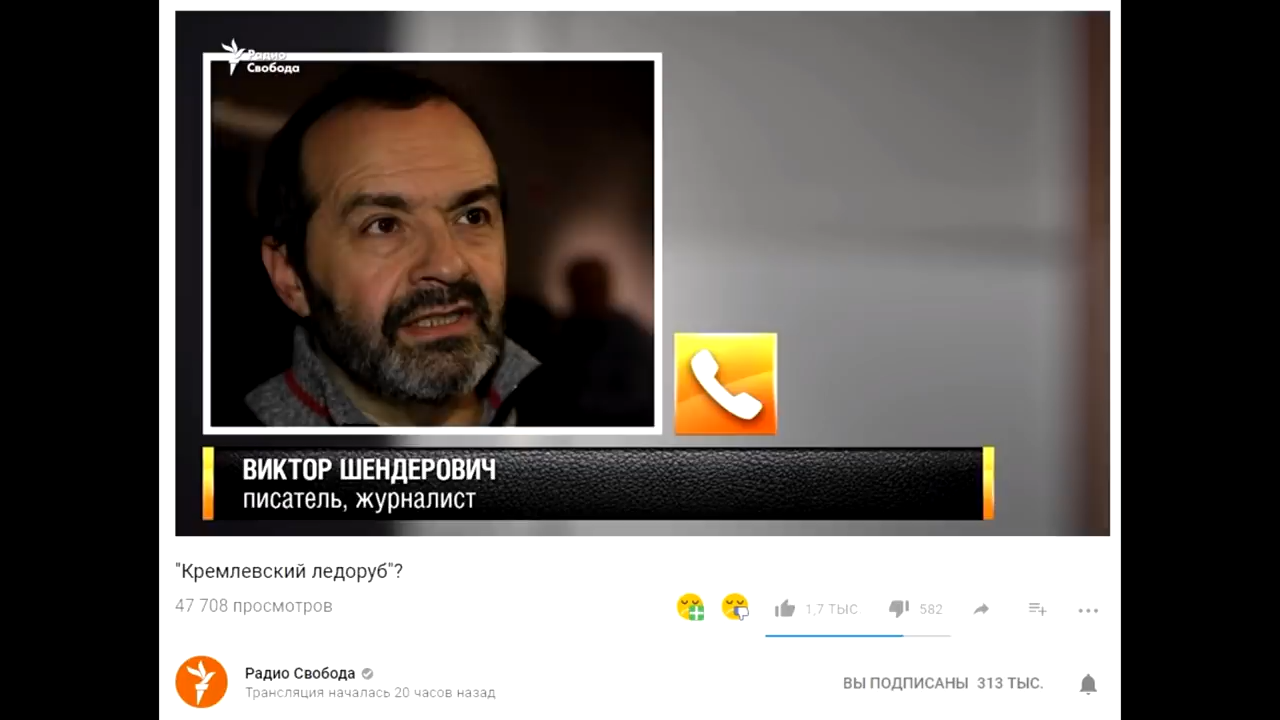 Радио
Свобода
ВИКТОР ШЕНДЕРОВИЧ
писатель, журналист
"Кремлевский ледоруб"?
47 708 просмотров
1,7 ТЫС
582
Радио Свобода
Трансляция началась 20 часов назад
ВЫ ПОДПИСАНЫ 313 ТЫС.